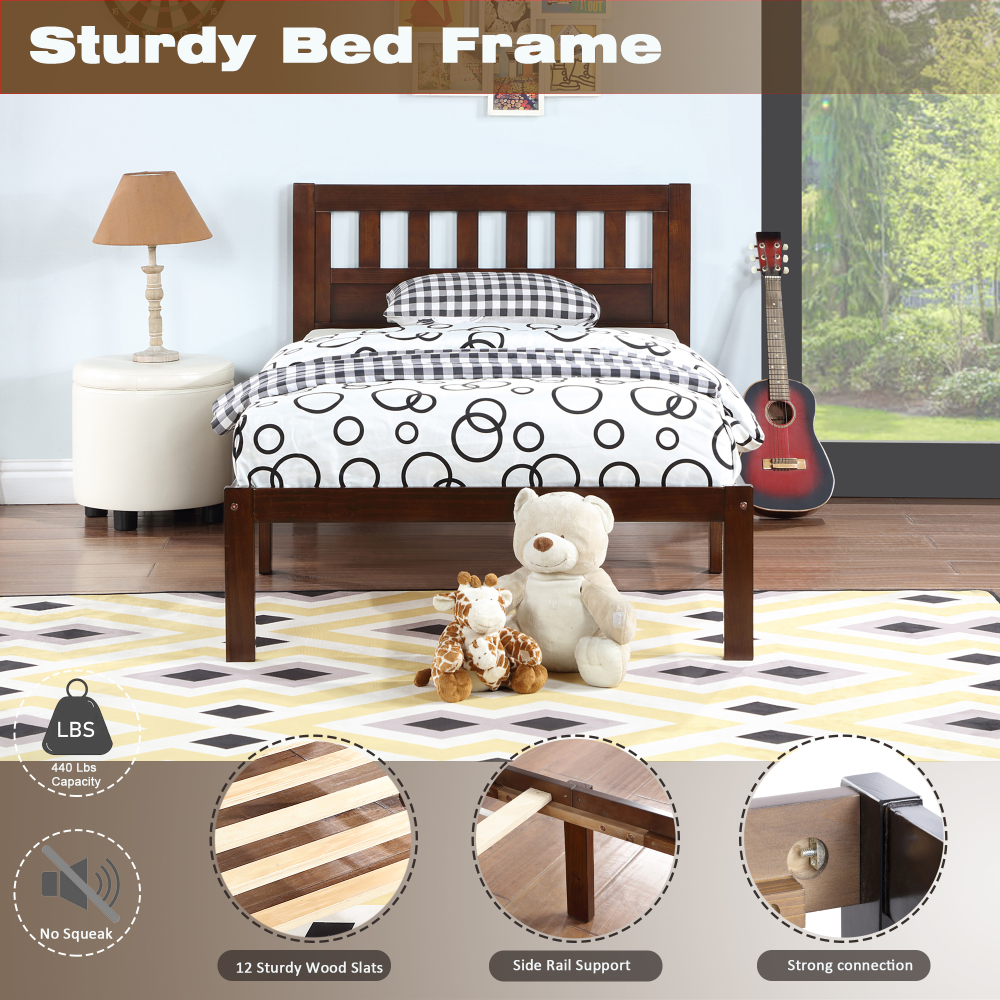 Sturdy Bed Frame
LBS
440 Lbs
Capacity
No Squeak
12 Sturdy Wood Slats
Side Rail Support
Strong connection